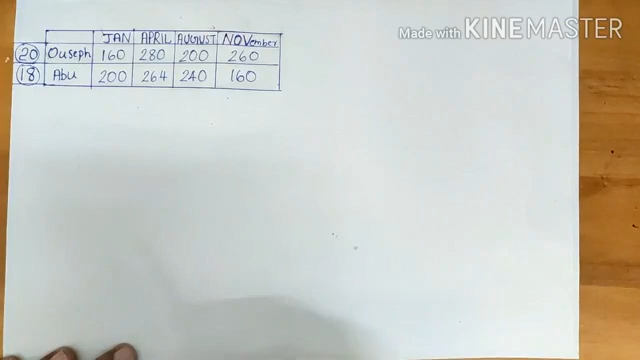 Made with KINEMASTER
JAN APRIL AUGUST NOVember
20 Ouseph 160 280 200 260
18 Abu 200 264 240 160